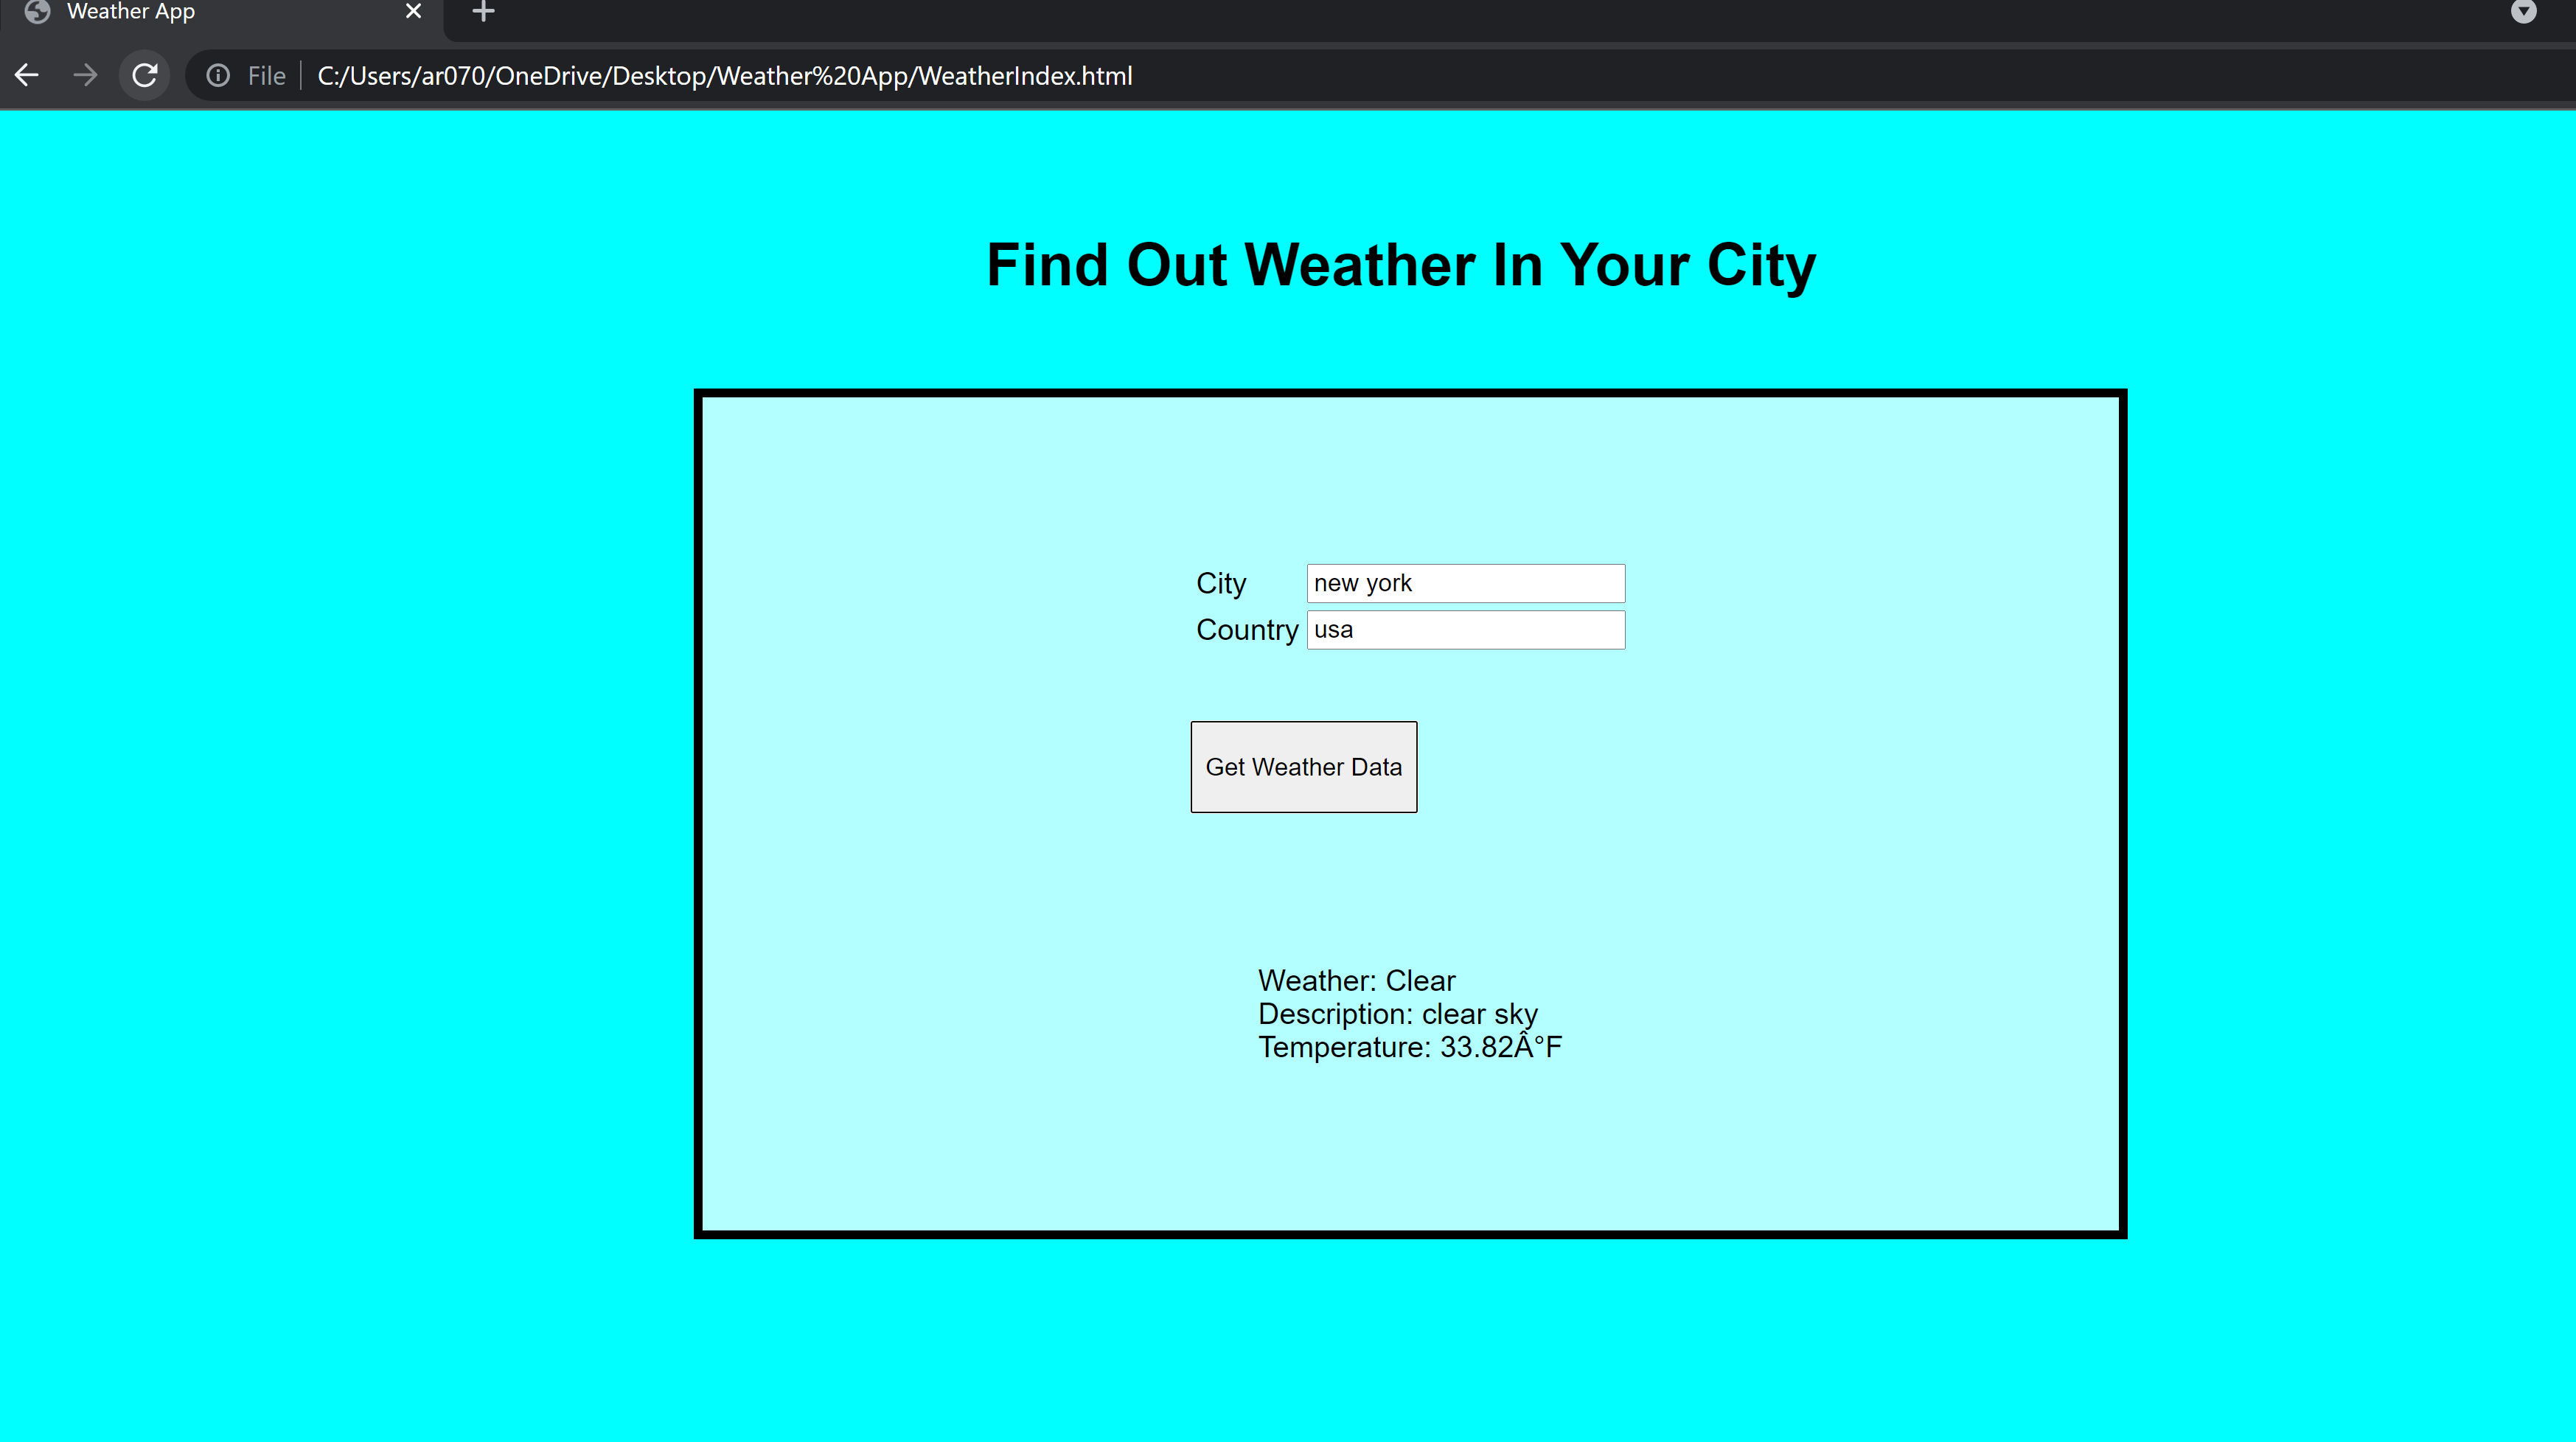 Weather App
File C:/Users/ar070/OneDrive/Desktop/Weather%20App/WeatherIndex.html
Find Out Weather In Your City
City new york
Country usa
Get Weather Data
Weather: Clear
Description: clear sky
Temperature: 33.82Â°F